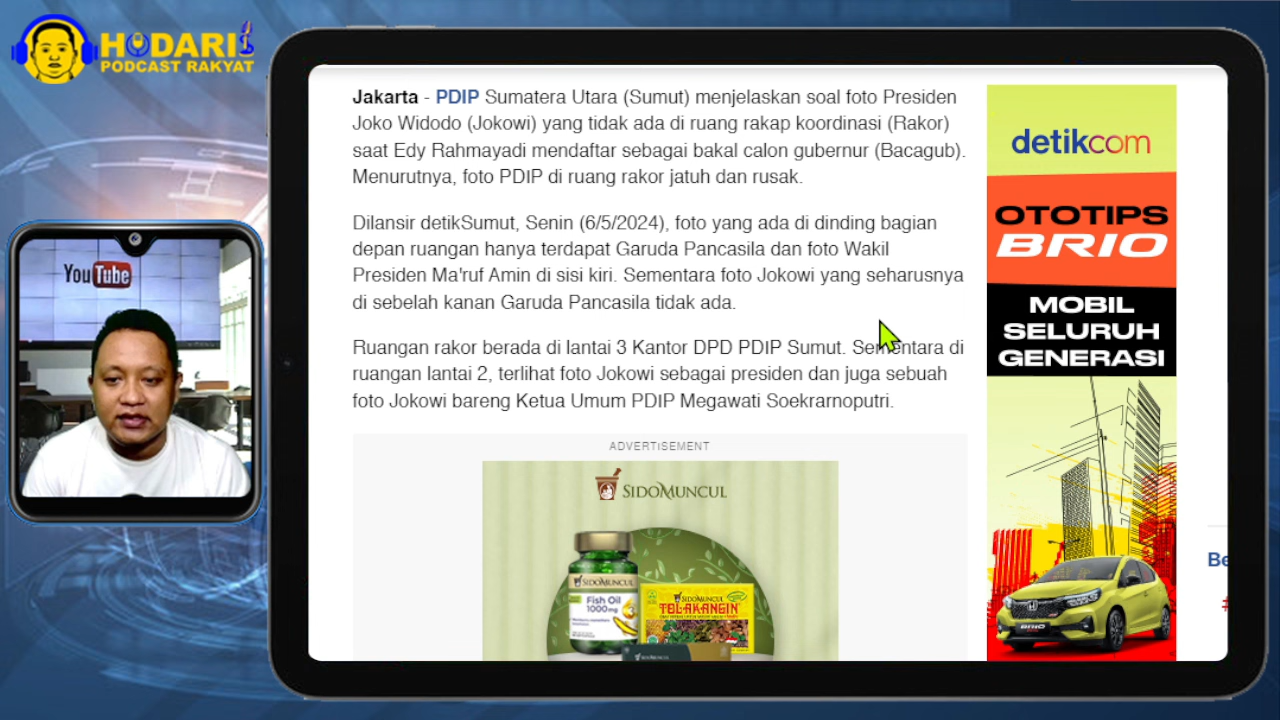 HUDARI
PODCAST RAKYAT
YouTube
Jakarta - PDIP Sumatera Utara (Sumut) menjelaskan soal foto Presiden
Joko Widodo (Jokowi) yang tidak ada di ruang rakap koordinasi (Rakor)
saat Edy Rahmayadi mendaftar sebagai bakal calon gubernur (Bacagub).
Menurutnya, foto PDIP di ruang rakor jatuh dan rusak.
Dilansir detikSumut, Senin (6/5/2024), foto yang ada di dinding bagian
depan ruangan hanya terdapat Garuda Pancasila dan foto Wakil
Presiden Ma'ruf Amin di sisi kiri. Sementara foto Jokowi yang seharusnya
di sebelah kanan Garuda Pancasila tidak ada.
Ruangan rakor berada di lantai 3 Kantor DPD PDIP Sumut. Sementara di
ruangan lantai 2, terlihat foto Jokowi sebagai presiden dan juga sebuah
foto Jokowi bareng Ketua Umum PDIP Megawati Soekrarnoputri.
ADVERTISEMENT
SIDOMUNCUL
SIDOMUNCUL
Fish Oil
1000mg
SIDOMUNCUL
TOLAKANGIN
SIDOMUNCUL
detikcom
OTOTIPS
BRIO
MOBIL
SELURUH
GENERASI
BRIO
Be